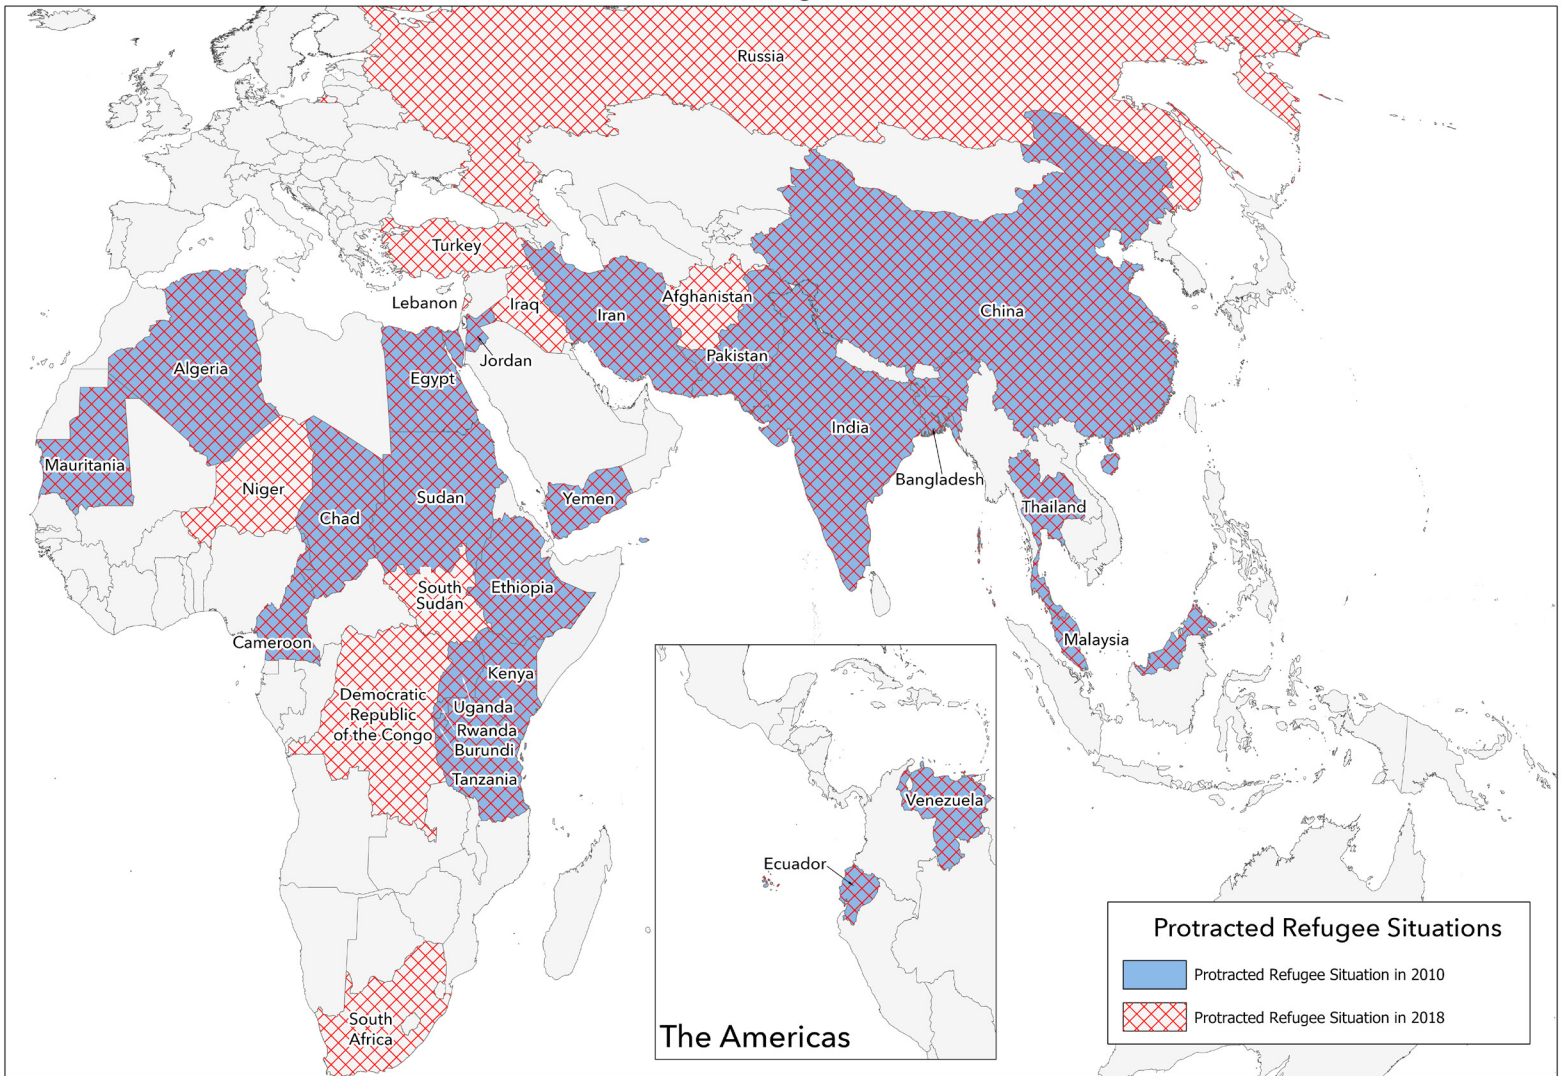 Russia
Turkey
Lebanon
Iraq
Afghanistan
Iran
China
Jordan
Pakistan
Algeria
Egypt
India
Mauritania
Bangladesh
Niger
Sudan
Yemen
Thailand
Chad
South
Sudan
Ethiopia
Cameroon
Malaysia
Kenya
Democratic
Republic
of the Congo
Uganda
Rwanda
Burundi
Tanzania
Venezuela
Ecuador
South
Africa
The Americas
Protracted Refugee Situations
Protracted Refugee Situation in 2010
Protracted Refugee Situation in 2018